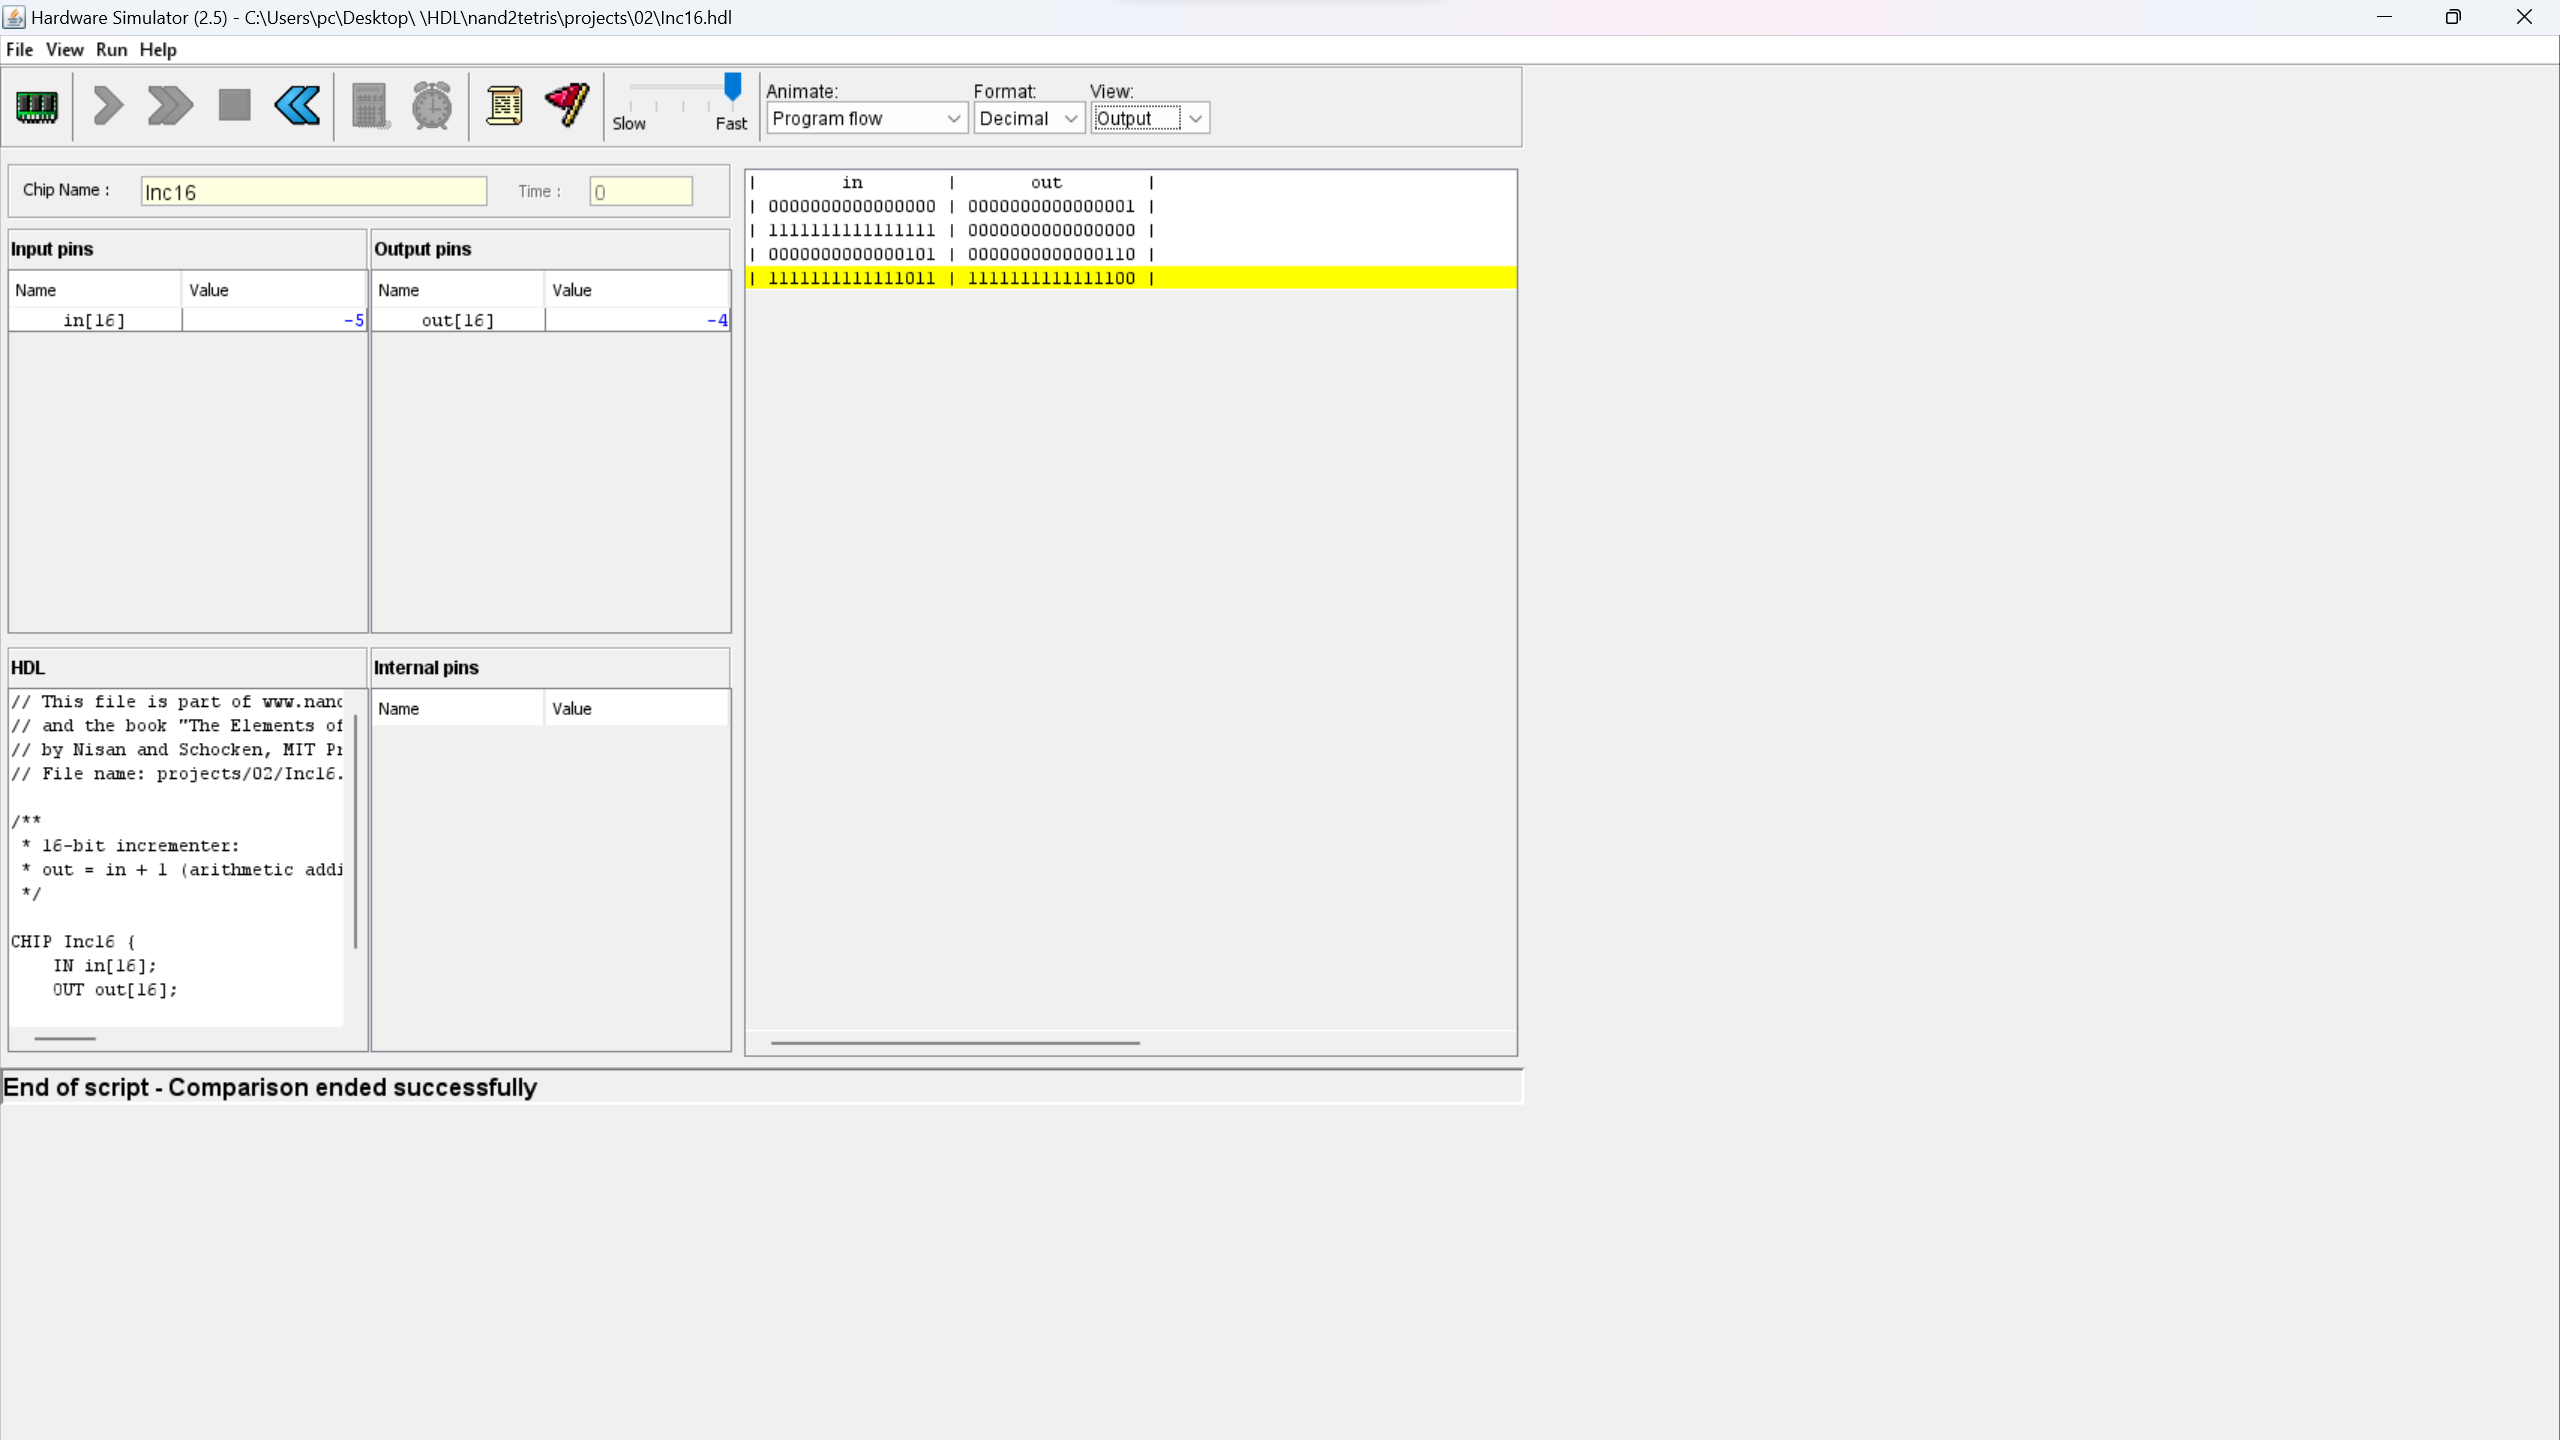 Hardware Simulator (2.5) - C:\Users\pc\Desktop\ \HDL\nand2tetris\projects\02\Inc16.hdl
File View Run Help
Slow Fast
Animate: Format: View:
Program flow Decimal Output
Chip Name : Inc16 Time : 0
Input pins Output pins
Name Value Name Value
in[16] -5 out[16] -4
| in | out |
| 0000000000000000 | 0000000000000001 |
| 1111111111111111 | 0000000000000000 |
| 0000000000000101 | 0000000000000110 |
| 1111111111111011 | 1111111111111100 |
HDL Internal pins
Name Value
// This file is part of www.nand
// and the book "The Elements of
// by Nisan and Schocken, MIT Pr
// File name: projects/02/Inc16.
/**
* 16-bit incrementer:
* out = in + 1 (arithmetic addi
*/
CHIP Inc16 {
IN in[16];
OUT out[16];
End of script - Comparison ended successfully